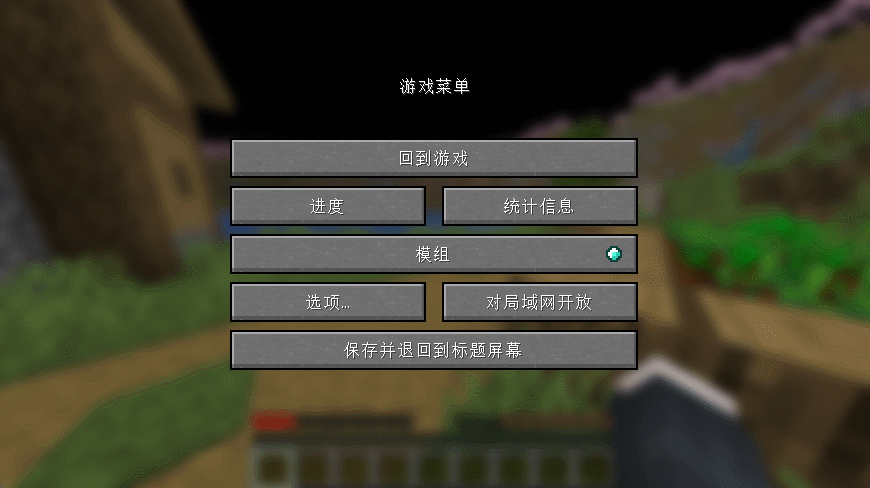 游戏菜单
回到游戏
进度
统计信息
模组
选项...
对局域网开放
保存并退回到标题屏幕